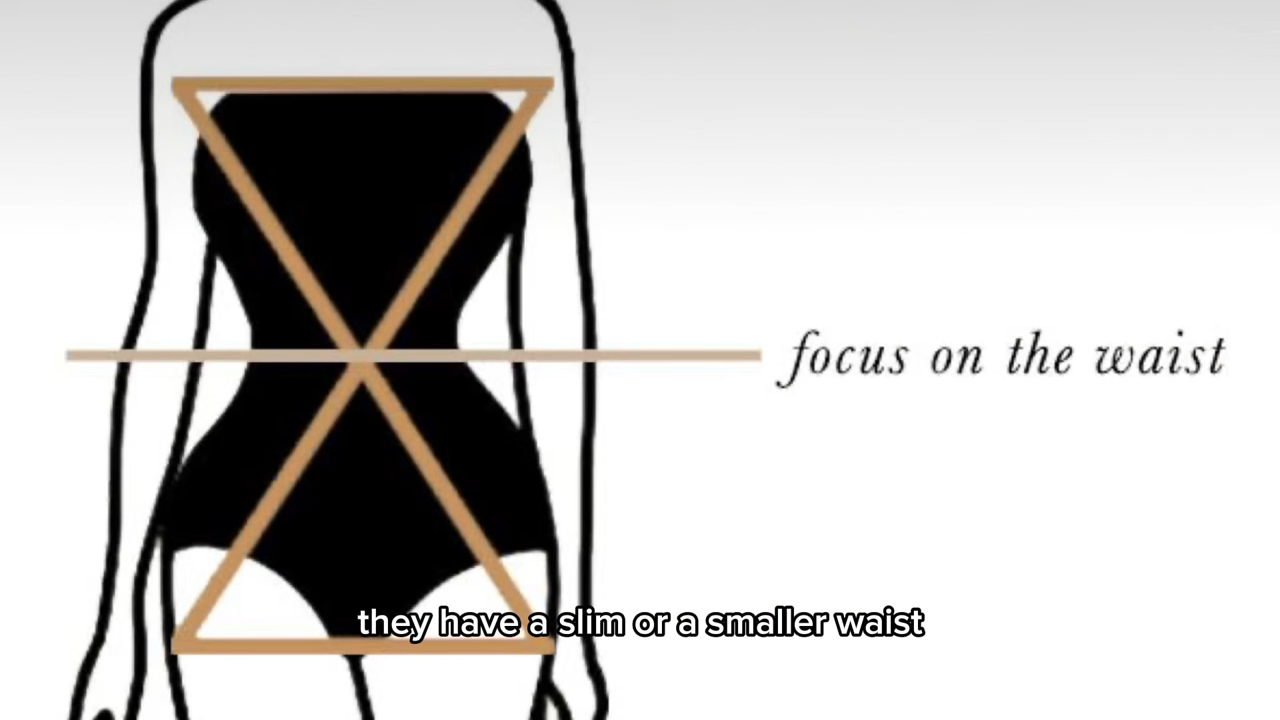 focus on the waist
they have a slim or a smaller waist